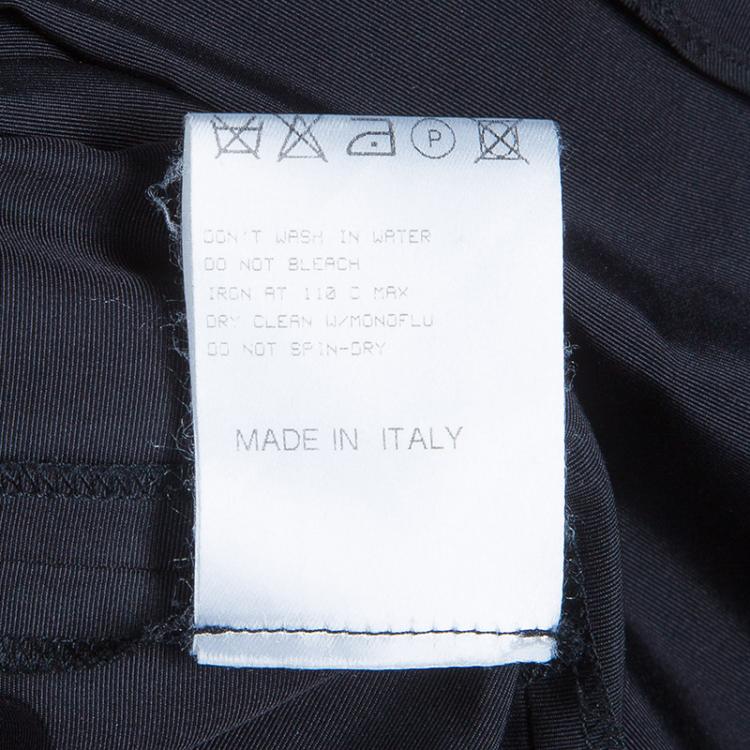 P
DON'T WASH IN WATER
DO NOT BLEACH
IRON AT 110 C MAX
DRY CLEAN W/MONOFLU
DO NOT SPIN-DRY
MADE IN ITALY